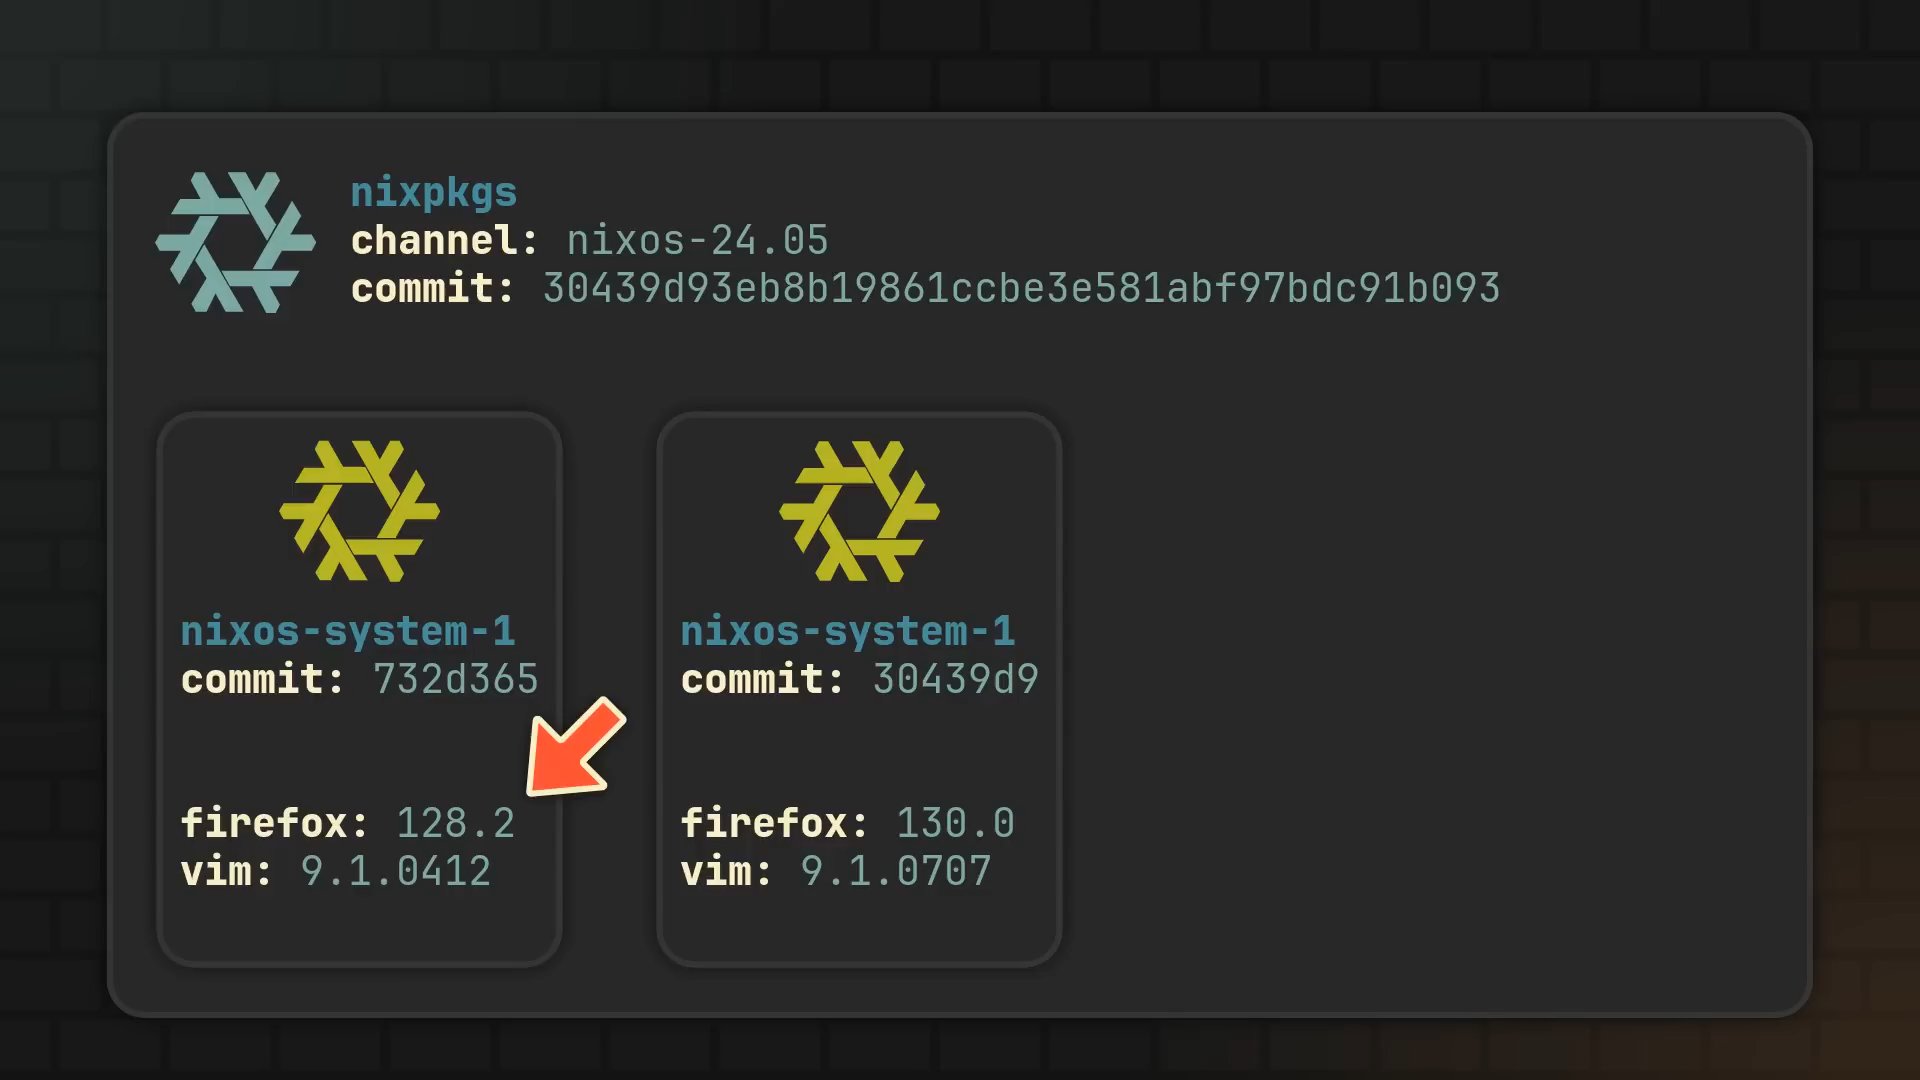 nixpkgs
channel: nixos-24.05
commit: 30439d93eb8b19861ccbe3e581abf97bdc91b093
nixos-system-1
commit: 732d365
firefox: 128.2
vim: 9.1.0412
nixos-system-1
commit: 30439d9
firefox: 130.0
vim: 9.1.0707